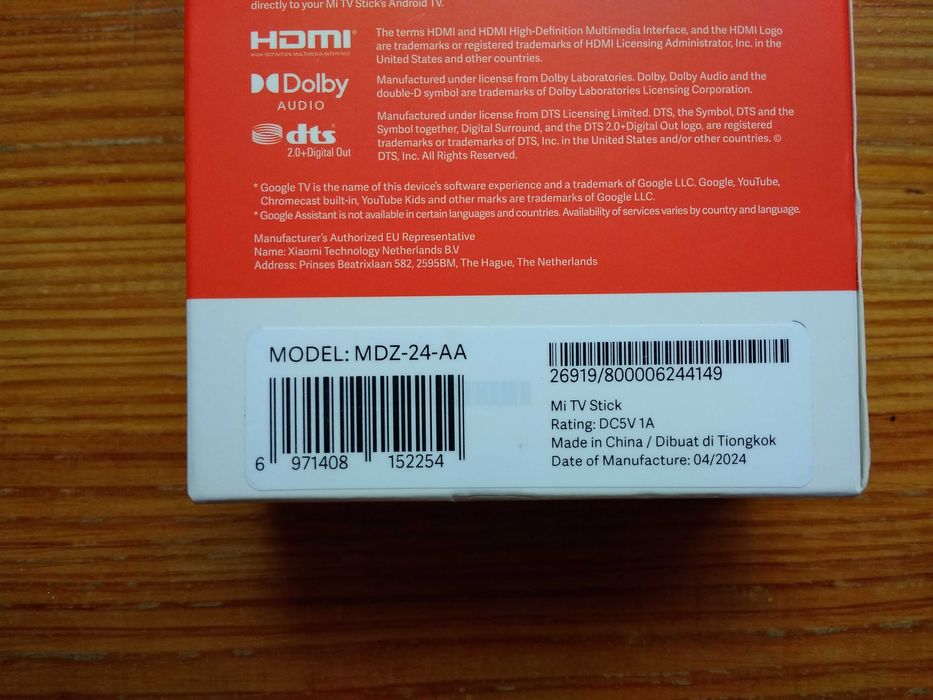 directly to your Mi TV Stick's Android TV.
HDMI®
HIGH-DEFINITION MULTIMEDIA INTERFACE
The terms HDMI and HDMI High-Definition Multimedia Interface, and the HDMI Logo
are trademarks or registered trademarks of HDMI Licensing Administrator, Inc. in the
United States and other countries.
Dolby
AUDIO
Manufactured under license from Dolby Laboratories. Dolby, Dolby Audio and the
double-D symbol are trademarks of Dolby Laboratories Licensing Corporation.
dts
2.0+Digital Out
Manufactured under license from DTS Licensing Limited. DTS, the Symbol, DTS and the
Symbol together, Digital Surround, and the DTS 2.0+Digital Out logo, are registered
trademarks or trademarks of DTS, Inc. in the United States and/or other countries. ©
DTS, Inc. All Rights Reserved.
* Google TV is the name of this device's software experience and a trademark of Google LLC. Google, YouTube,
Chromecast built-in, YouTube Kids and other marks are trademarks of Google LLC.
* Google Assistant is not available in certain languages and countries. Availability of services varies by country and language.
Manufacturer's Authorized EU Representative
Name: Xiaomi Technology Netherlands B.V
Address: Prinses Beatrixlaan 582, 2595BM, The Hague, The Netherlands
MODEL: MDZ-24-AA
6 971408 152254
26919/800006244149
Mi TV Stick
Rating: DC5V 1A
Made in China / Dibuat di Tiongkok
Date of Manufacture: 04/2024